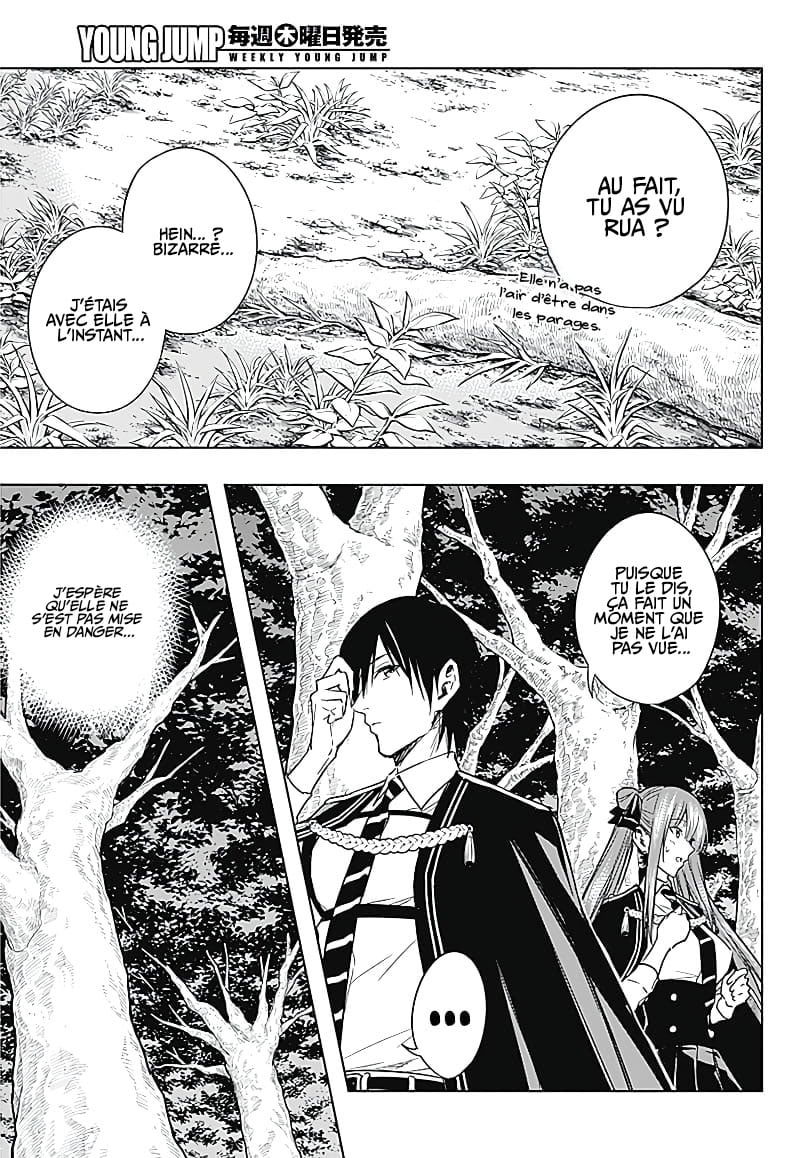 YOUNG JUMP 毎週木曜日発売
WEEKLY YOUNG JUMP
AU FAIT,
TU AS VU
RUA ?
Elle n'a pas
l'air d'être dans
les parages.
HEIN... ?
BIZARRE...
J'ÉTAIS
AVEC ELLE À
L'INSTANT...
PUISQUE
TU LE DIS,
ÇA FAIT UN
MOMENT QUE
JE NE L'AI
PAS VUE...
...
J'ESPÈRE
QU'ELLE NE
S'EST PAS MISE
EN DANGER...